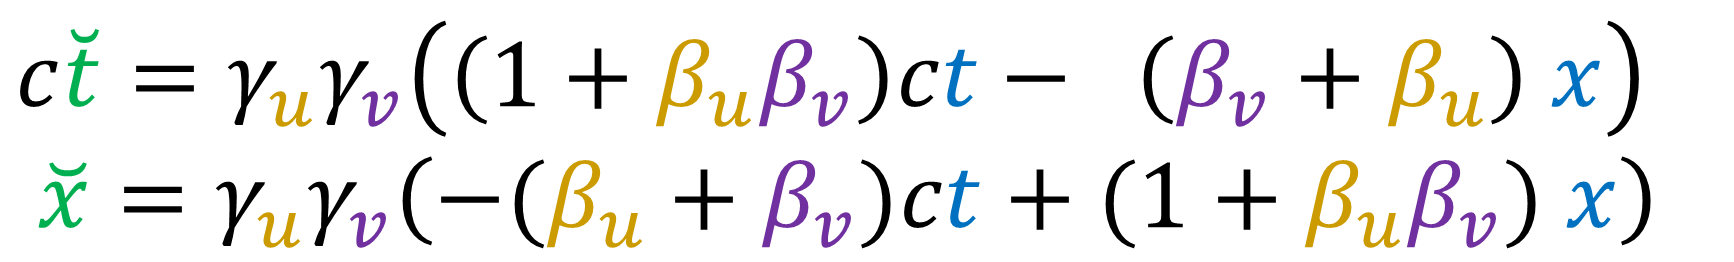 ct̆ = γᵤγᵥ((1 + βᵤβᵥ)ct − (βᵥ + βᵤ) x)
x̆ = γᵤγᵥ(−(βᵤ + βᵥ)ct + (1 + βᵤβᵥ) x)